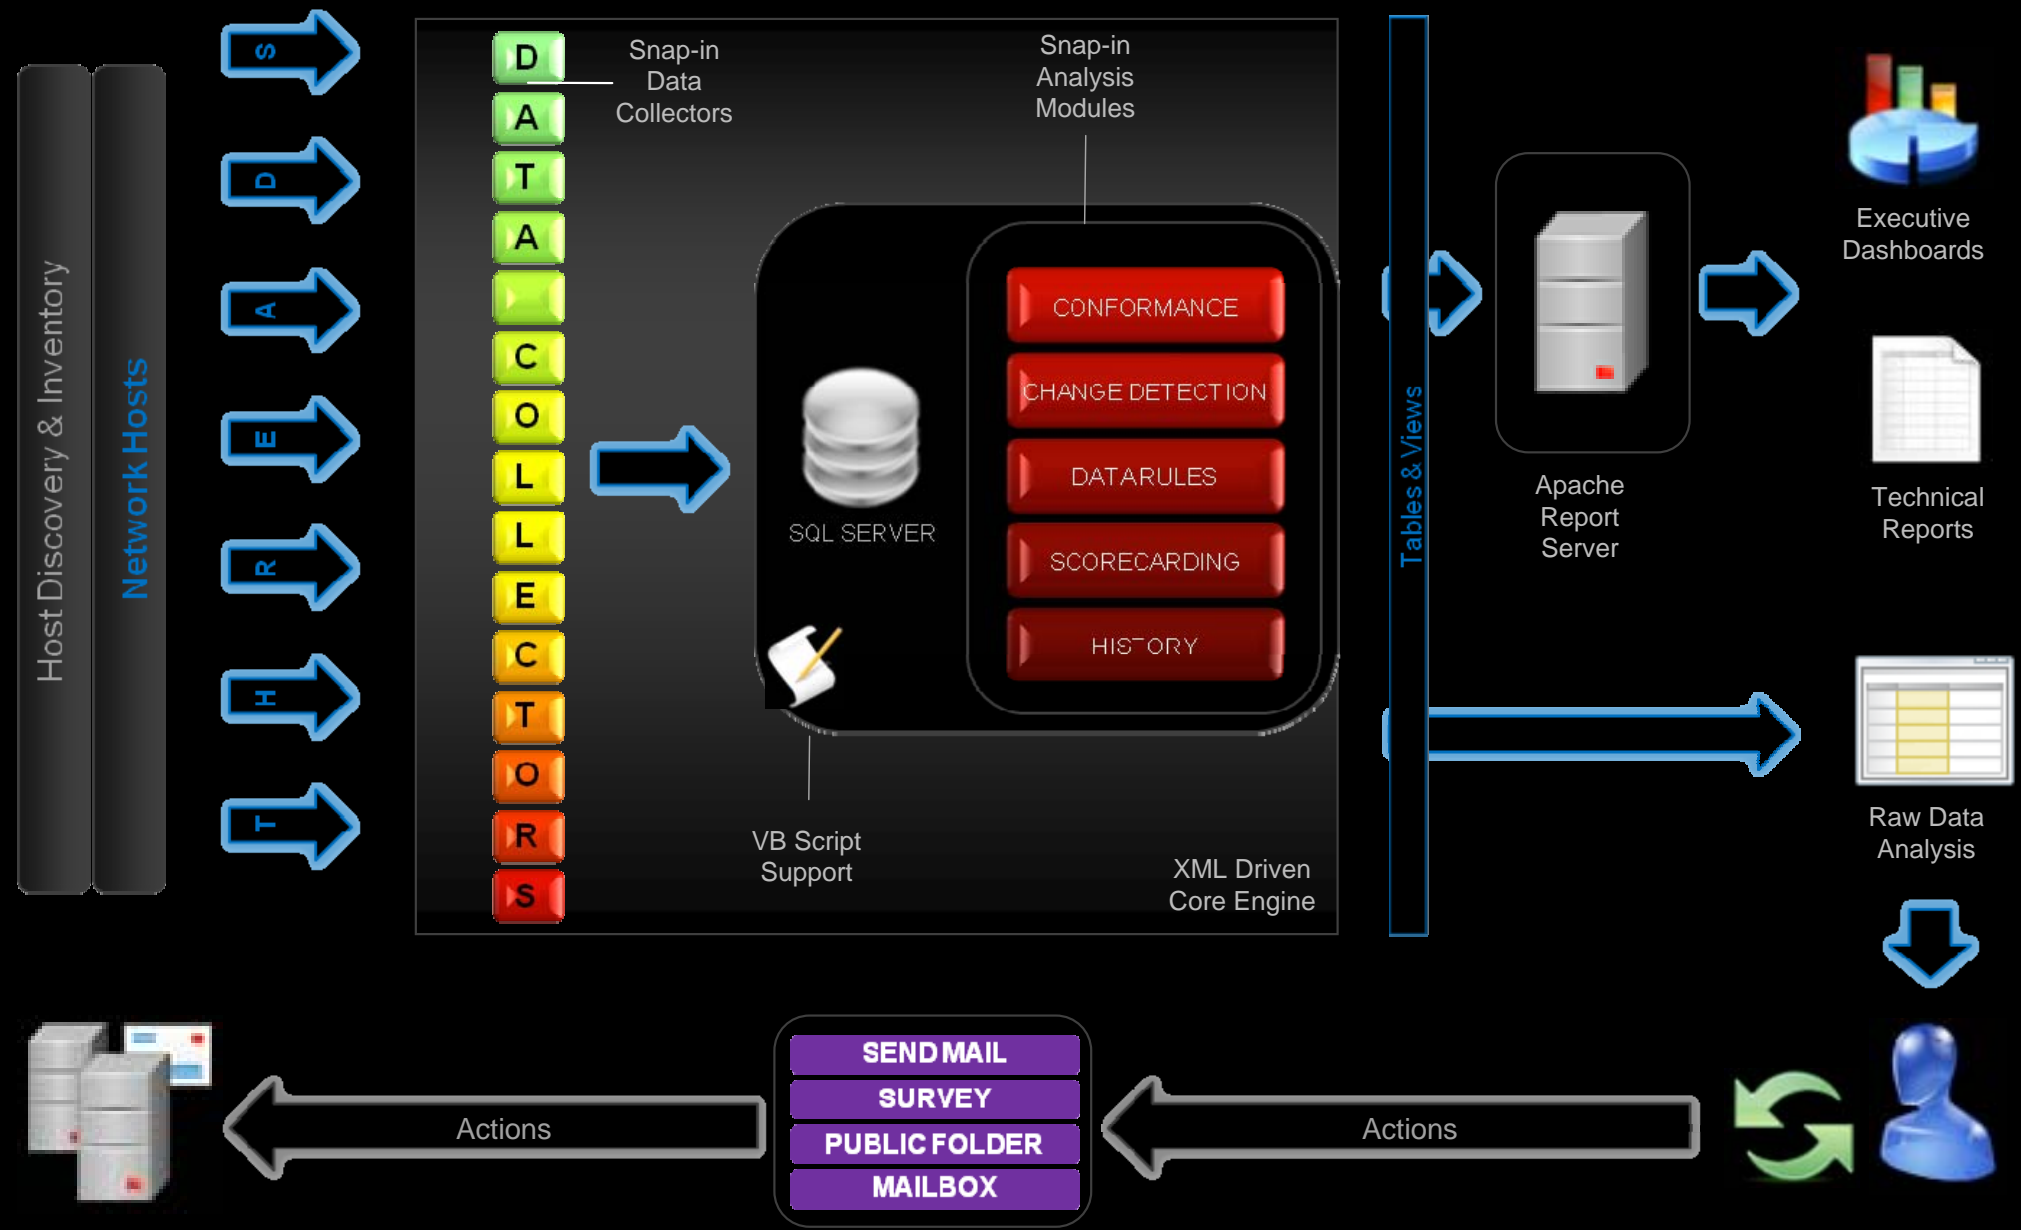 Host Discovery & Inventory
Network Hosts
S
D
A
E
R
H
T
D
A
T
A
C
O
L
L
E
C
T
O
R
S
Snap-in
Data
Collectors
Snap-in
Analysis
Modules
CONFORMANCE
CHANGE DETECTION
DATARULES
SCORECARDING
HISTORY
SQL SERVER
VB Script
Support
XML Driven
Core Engine
Tables & Views
Apache
Report
Server
Executive
Dashboards
Technical
Reports
Raw Data
Analysis
Actions
SEND MAIL
SURVEY
PUBLIC FOLDER
MAILBOX
Actions